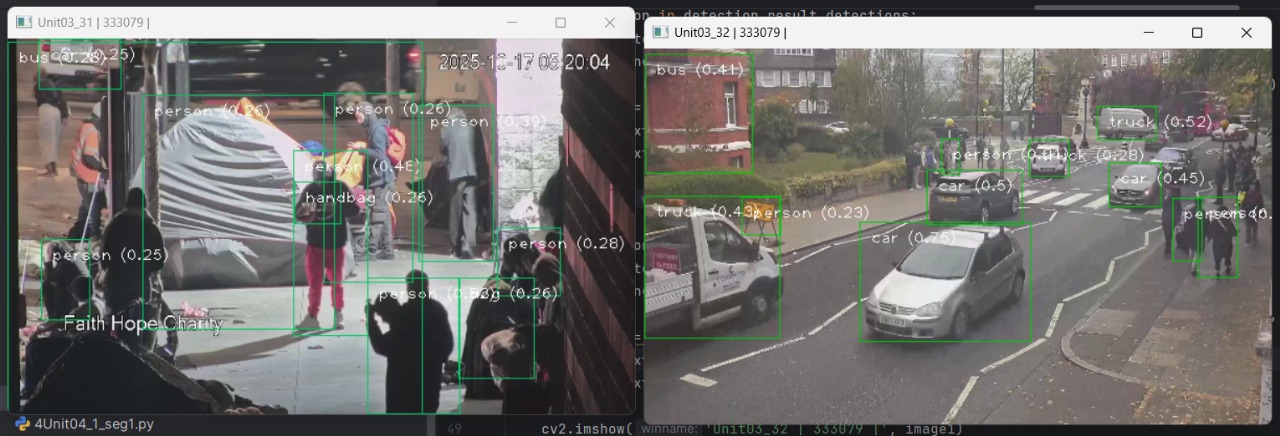 Unit03_31 | 333079 |
bus (0.28)
(0.25)
2025-10-17 05:20:04
person (0.26)
person (0.26)
person (0.39)
person (0.48)
handbag (0.26)
person (0.28)
person (0.25)
person
(0.26)
Faith Hope Charity
4Unit04_1_seg1.py
in detection_result.detections:
Unit03_32 | 333079 |
bus (0.41)
truck (0.52)
person
truck (0.28)
car (0.5)
car (0.45)
truck (0.43)
person (0.23)
person
car (0.75)
49 cv2.imshow( winname: 'Unit03_32 | 333079 |', image1)